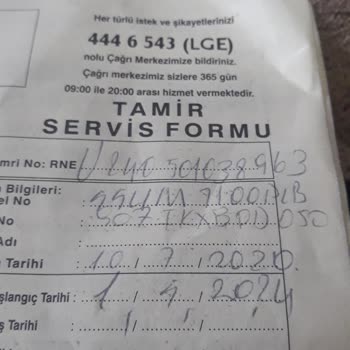 Her türlü istek ve şikayetlerinizi
444 6 543 (LGE)
nolu Çağrı Merkezimize bildiriniz.
Çağrı merkezimiz sizlere 365 gün
09:00 ile 20:00 arası hizmet vermektedir.
TAMİR
SERVİS FORMU
mri No: RNE
Bilgileri:
el No
No
Adı
Tarihi : 10 / 7 / 2020
şlangıç Tarihi : 1 / 4 / 2024
ş Tarihi : / /